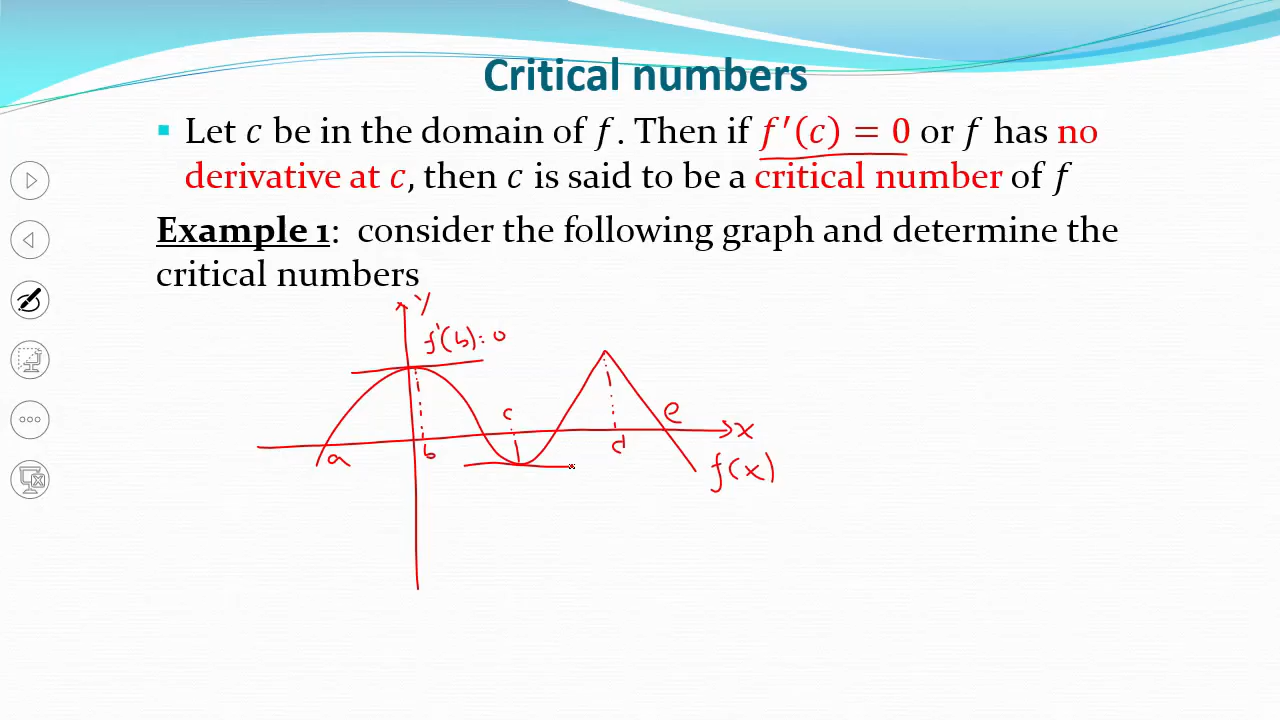 Critical numbers
▪ Let c be in the domain of f. Then if f′(c) = 0 or f has no
derivative at c, then c is said to be a critical number of f
Example 1: consider the following graph and determine the
critical numbers
Y
f'(b)=0
c
e
x
a
b
d
f(x)